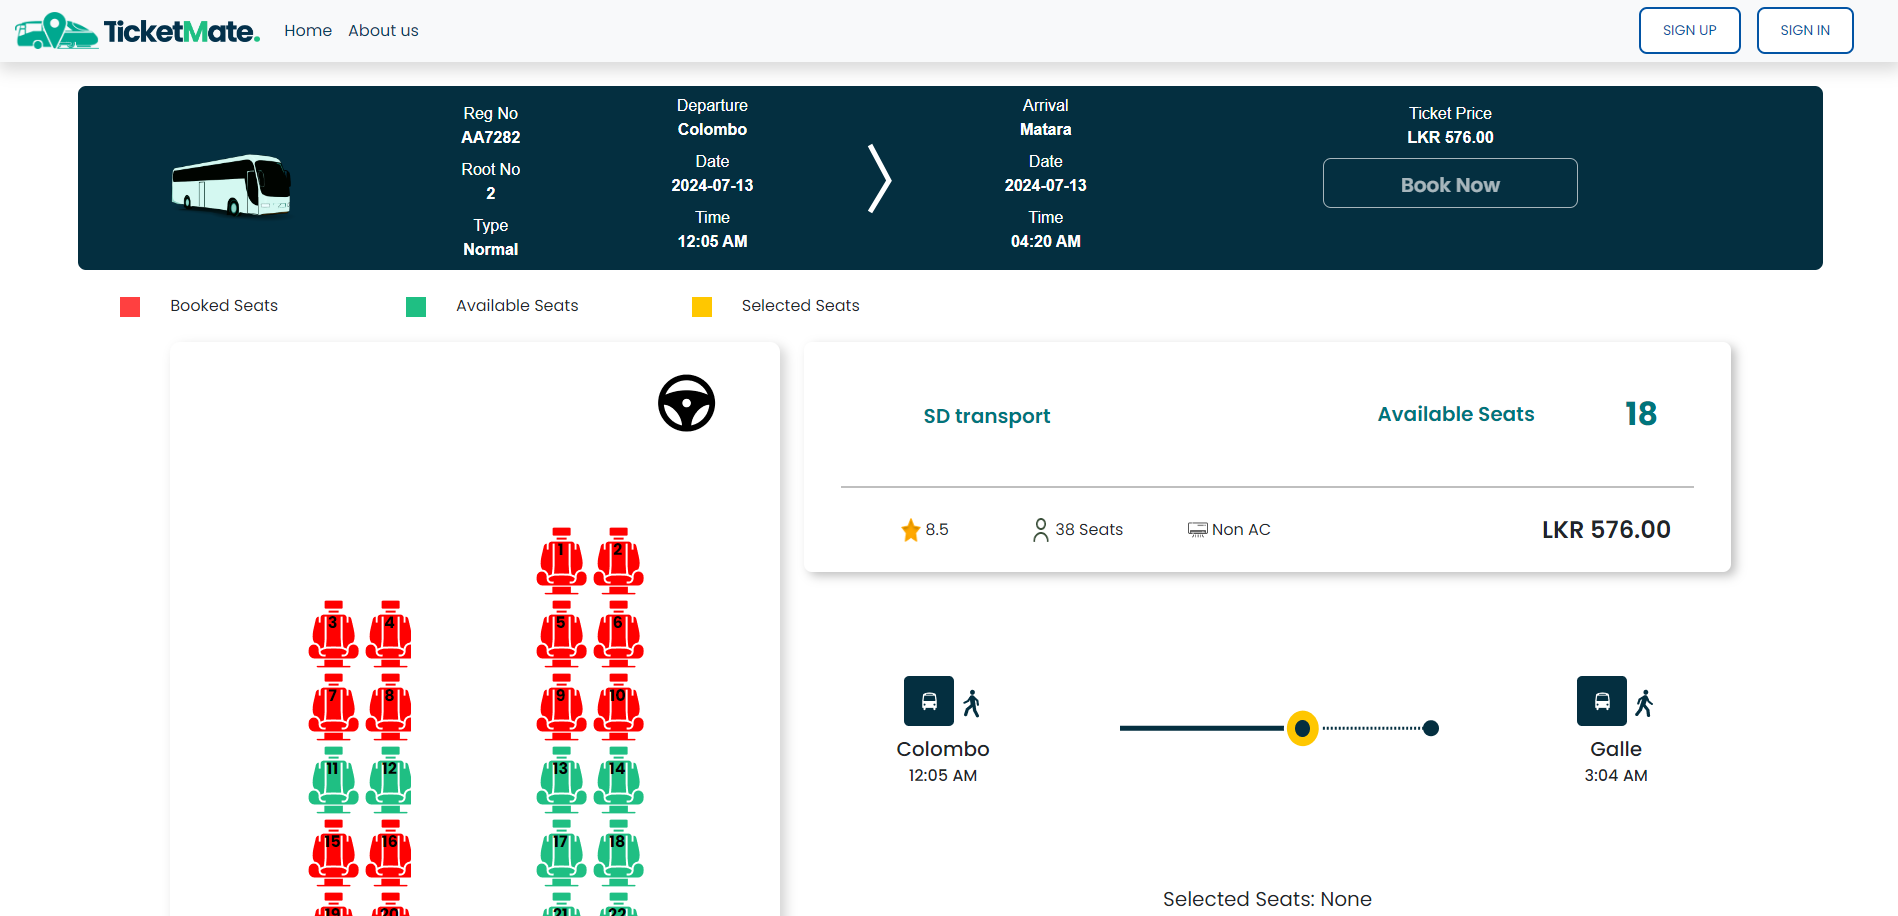 TicketMate.
Home
About us
SIGN UP
SIGN IN
Reg No
AA7282
Root No
2
Type
Normal
Departure
Colombo
Date
2024-07-13
Time
12:05 AM
Arrival
Matara
Date
2024-07-13
Time
04:20 AM
Ticket Price
LKR 576.00
Book Now
Booked Seats
Available Seats
Selected Seats
1 2
3 4 5 6
7 8 9 10
11 12 13 14
15 16 17 18
19 20 21 22
SD transport
Available Seats
18
8.5
38 Seats
Non AC
LKR 576.00
Colombo
12:05 AM
Galle
3:04 AM
Selected Seats: None